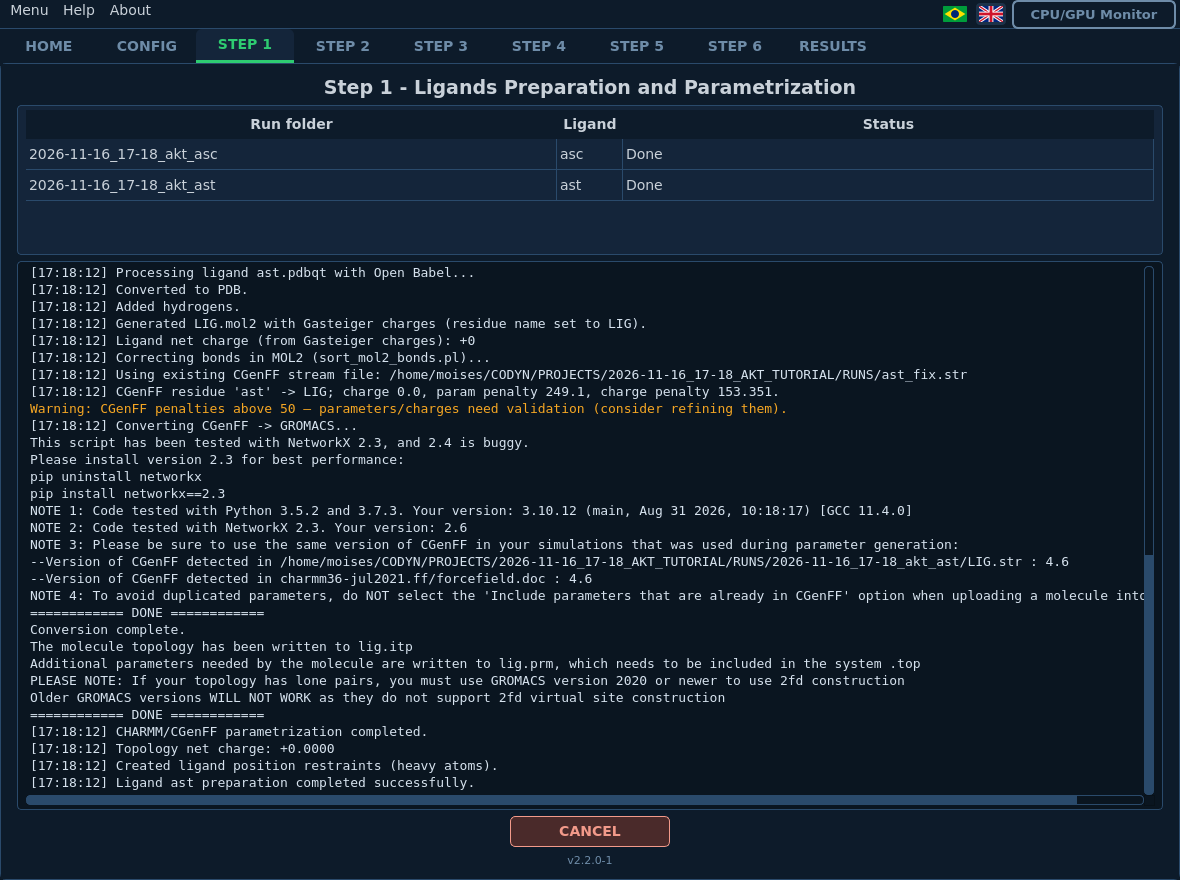 Menu Help About
CPU/GPU Monitor
HOME CONFIG STEP 1 STEP 2 STEP 3 STEP 4 STEP 5 STEP 6 RESULTS
Step 1 - Ligands Preparation and Parametrization
Run folder Ligand Status
2026-11-16_17-18_akt_asc asc Done
2026-11-16_17-18_akt_ast ast Done
[17:18:12] Processing ligand ast.pdbqt with Open Babel...
[17:18:12] Converted to PDB.
[17:18:12] Added hydrogens.
[17:18:12] Generated LIG.mol2 with Gasteiger charges (residue name set to LIG).
[17:18:12] Ligand net charge (from Gasteiger charges): +0
[17:18:12] Correcting bonds in MOL2 (sort_mol2_bonds.pl)...
[17:18:12] Using existing CGenFF stream file: /home/moises/CODYN/PROJECTS/2026-11-16_17-18_AKT_TUTORIAL/RUNS/ast_fix.str
[17:18:12] CGenFF residue 'ast' -> LIG; charge 0.0, param penalty 249.1, charge penalty 153.351.
Warning: CGenFF penalties above 50 — parameters/charges need validation (consider refining them).
[17:18:12] Converting CGenFF -> GROMACS...
This script has been tested with NetworkX 2.3, and 2.4 is buggy.
Please install version 2.3 for best performance:
pip uninstall networkx
pip install networkx==2.3
NOTE 1: Code tested with Python 3.5.2 and 3.7.3. Your version: 3.10.12 (main, Aug 31 2026, 10:18:17) [GCC 11.4.0]
NOTE 2: Code tested with NetworkX 2.3. Your version: 2.6
NOTE 3: Please be sure to use the same version of CGenFF in your simulations that was used during parameter generation:
--Version of CGenFF detected in /home/moises/CODYN/PROJECTS/2026-11-16_17-18_AKT_TUTORIAL/RUNS/2026-11-16_17-18_akt_ast/LIG.str : 4.6
--Version of CGenFF detected in charmm36-jul2021.ff/forcefield.doc : 4.6
NOTE 4: To avoid duplicated parameters, do NOT select the 'Include parameters that are already in CGenFF' option when uploading a molecule into
============ DONE ============
Conversion complete.
The molecule topology has been written to lig.itp
Additional parameters needed by the molecule are written to lig.prm, which needs to be included in the system .top
PLEASE NOTE: If your topology has lone pairs, you must use GROMACS version 2020 or newer to use 2fd construction
Older GROMACS versions WILL NOT WORK as they do not support 2fd virtual site construction
============ DONE ============
[17:18:12] CHARMM/CGenFF parametrization completed.
[17:18:12] Topology net charge: +0.0000
[17:18:12] Created ligand position restraints (heavy atoms).
[17:18:12] Ligand ast preparation completed successfully.
CANCEL
v2.2.0-1